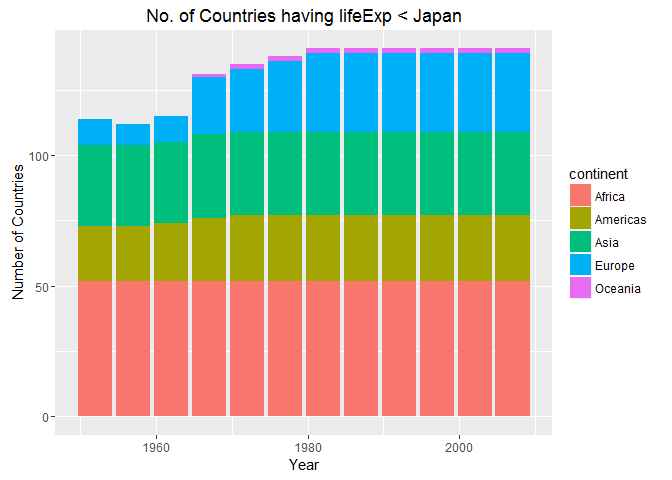 No. of Countries having lifeExp < Japan
Number of Countries
100
50
0
1960
1980
2000
Year
continent
Africa
Americas
Asia
Europe
Oceania